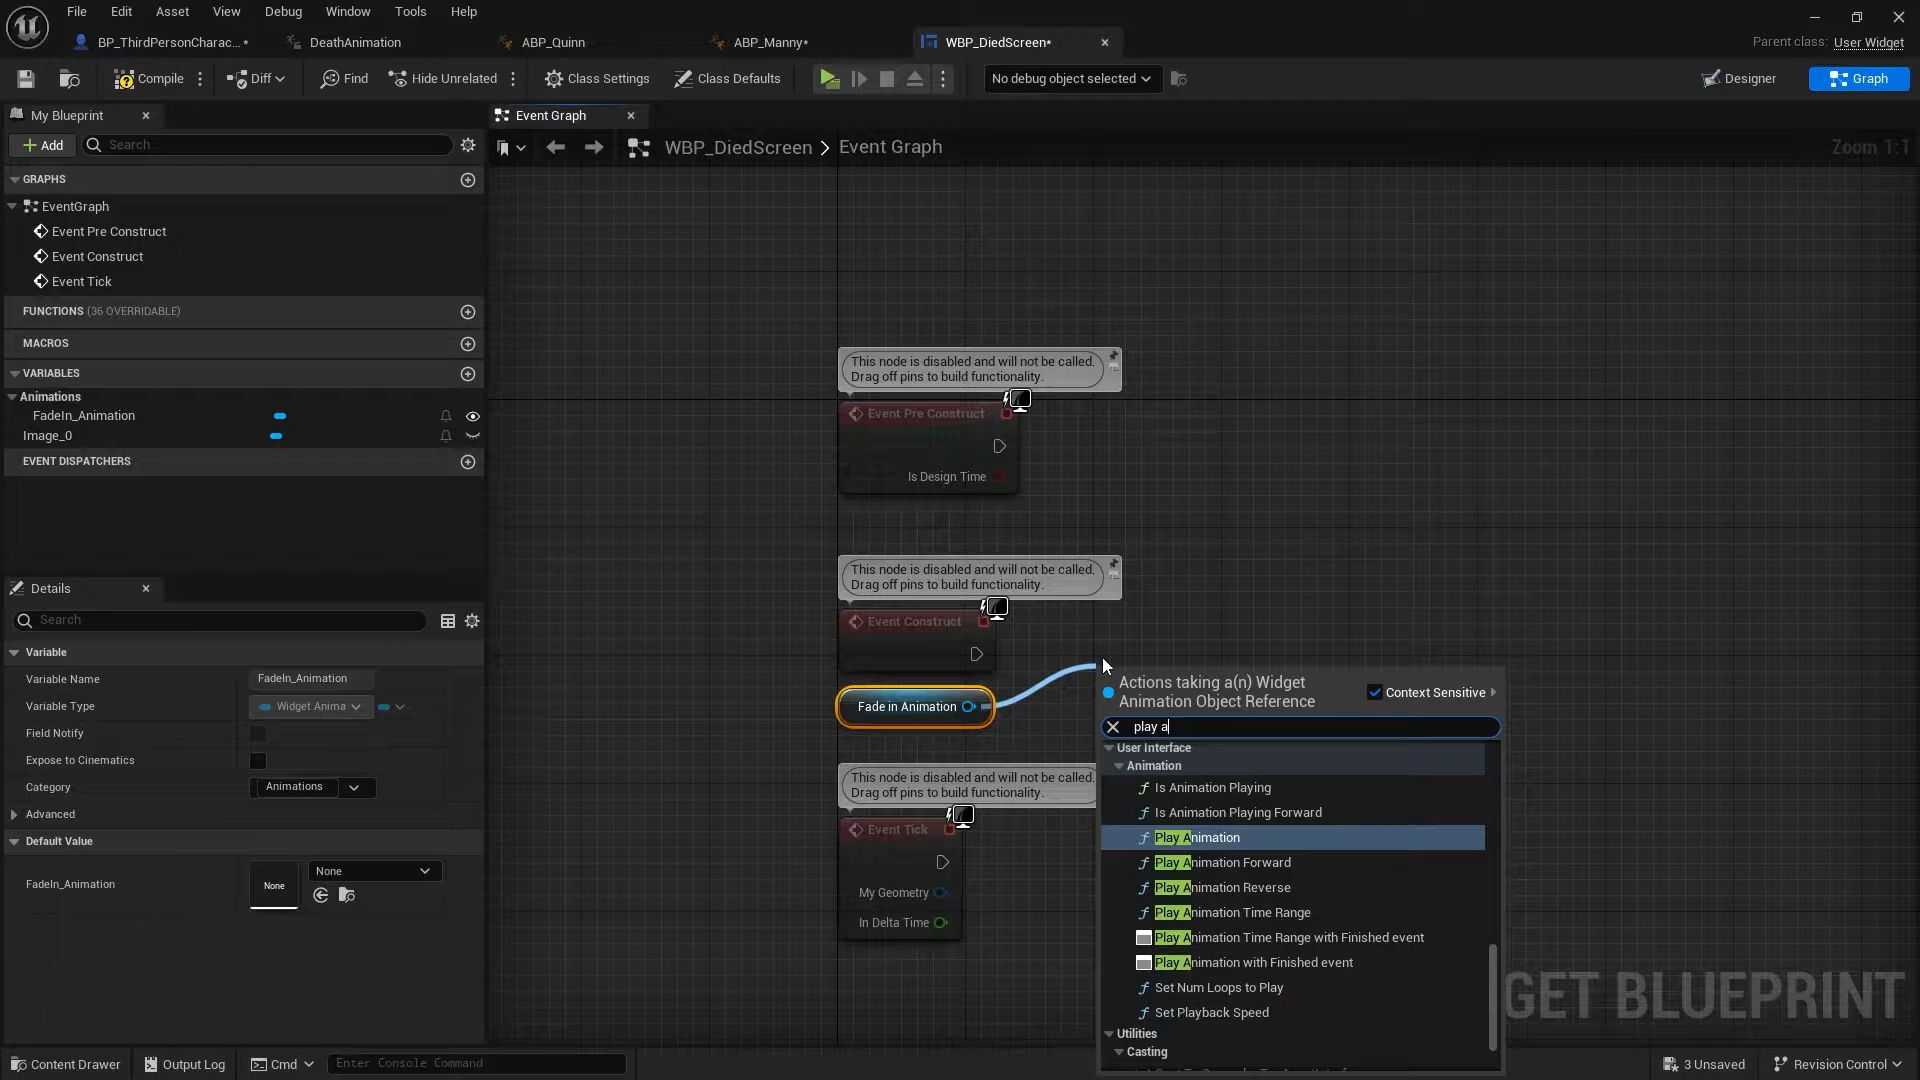 File Edit Asset View Debug Window Tools Help
BP_ThirdPersonCharac...* DeathAnimation ABP_Quinn ABP_Manny* WBP_DiedScreen*
Parent class: User Widget
Compile Diff Find Hide Unrelated Class Settings Class Defaults No debug object selected Designer Graph
My Blueprint
Event Graph
Add Search
WBP_DiedScreen > Event Graph
Zoom 1:1
GRAPHS
EventGraph
Event Pre Construct
Event Construct
Event Tick
FUNCTIONS (36 OVERRIDABLE)
MACROS
VARIABLES
Animations
FadeIn_Animation
Image_0
EVENT DISPATCHERS
Details
Search
Variable
Variable Name FadeIn_Animation
Variable Type Widget Anima
Field Notify
Expose to Cinematics
Category Animations
Advanced
Default Value
FadeIn_Animation None None
This node is disabled and will not be called.
Drag off pins to build functionality.
Event Pre Construct
Is Design Time
This node is disabled and will not be called.
Drag off pins to build functionality.
Event Construct
Fade in Animation
This node is disabled and will not be called.
Drag off pins to build functionality.
Event Tick
My Geometry
In Delta Time
Actions taking a(n) Widget
Animation Object Reference
Context Sensitive
play a
User Interface
Animation
Is Animation Playing
Is Animation Playing Forward
Play Animation
Play Animation Forward
Play Animation Reverse
Play Animation Time Range
Play Animation Time Range with Finished event
Play Animation with Finished event
Set Num Loops to Play
Set Playback Speed
Utilities
Casting
GET BLUEPRINT
Content Drawer Output Log Cmd Enter Console Command 3 Unsaved Revision Control